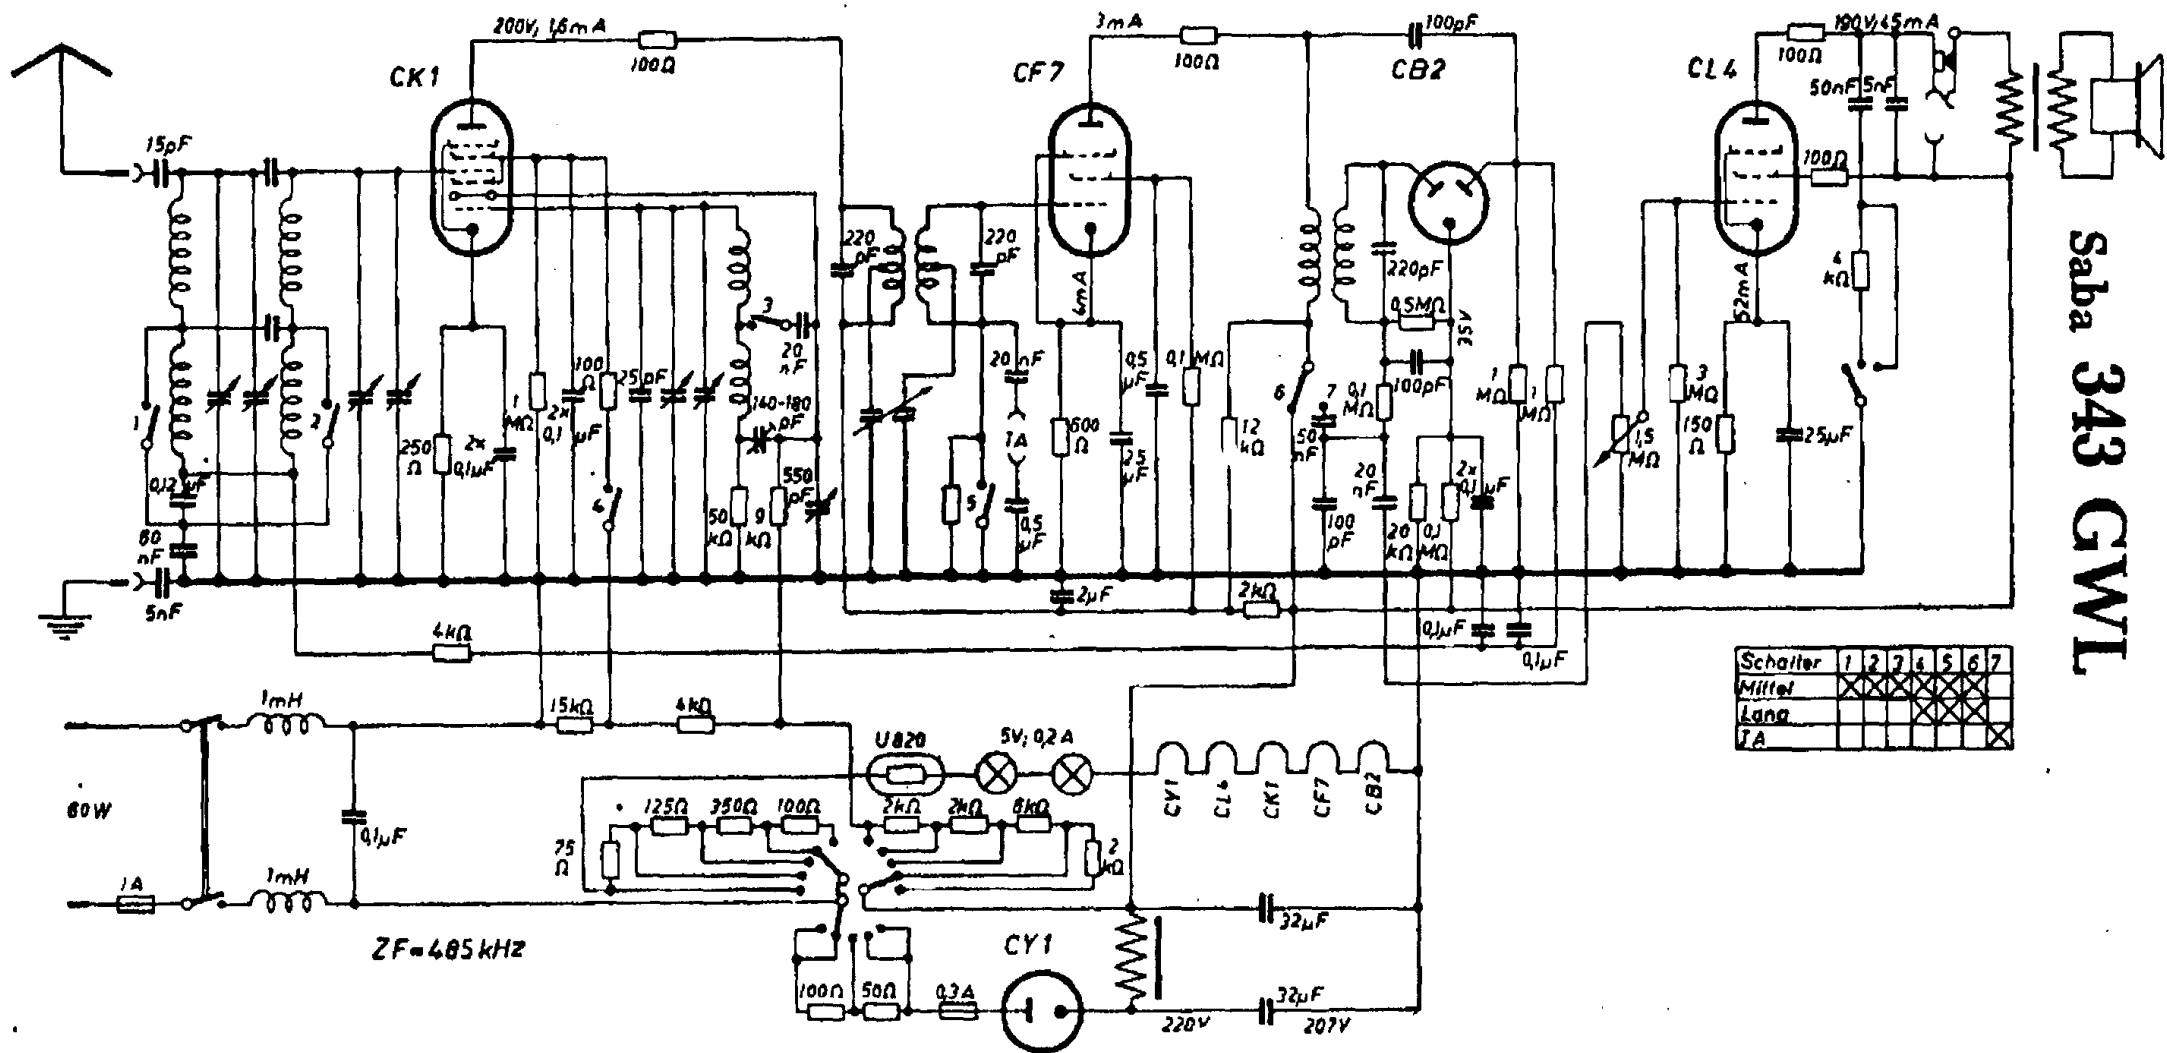 200V, 1,6mA
100Ω
CK1
3mA
100Ω
100pF
CF7
CB2
190V, 45mA
100Ω
CL4
50nF
5nF
15pF
100Ω
220
pF
220
pF
6mA
220pF
0,5MΩ
35V
52mA
4
kΩ
3
20
nF
1
2
0,12 µF
60
nF
5nF
250
Ω
2x
0,1µF
1
MΩ
2x
0,1
µF
100
Ω
25pF
4
140-180
pF
550
pF
50
kΩ
9
kΩ
20 nF
TA
5
0,5
µF
600
Ω
0,5
µF
25
µF
0,1 MΩ
12
kΩ
6
7
50
nF
0,1
MΩ
100pF
100
pF
20
nF
20
kΩ
0,1
MΩ
2x
0,1 µF
1
MΩ
1
MΩ
1,5
MΩ
3
MΩ
150
Ω
25µF
2µF
2kΩ
0,1µF
0,1µF
4kΩ
Saba 343 GWL
Schalter 1 2 3 4 5 6 7
Mittel
Lang
TA
1mH
15kΩ
4kΩ
U820
5V; 0,2A
CY1
CL4
CK1
CF7
CB2
60W
0,1µF
125Ω
350Ω
100Ω
2kΩ
2kΩ
6kΩ
75
Ω
2
kΩ
1A
1mH
32µF
ZF=485kHz
CY1
100Ω
50Ω
0,3A
32µF
220V
207V